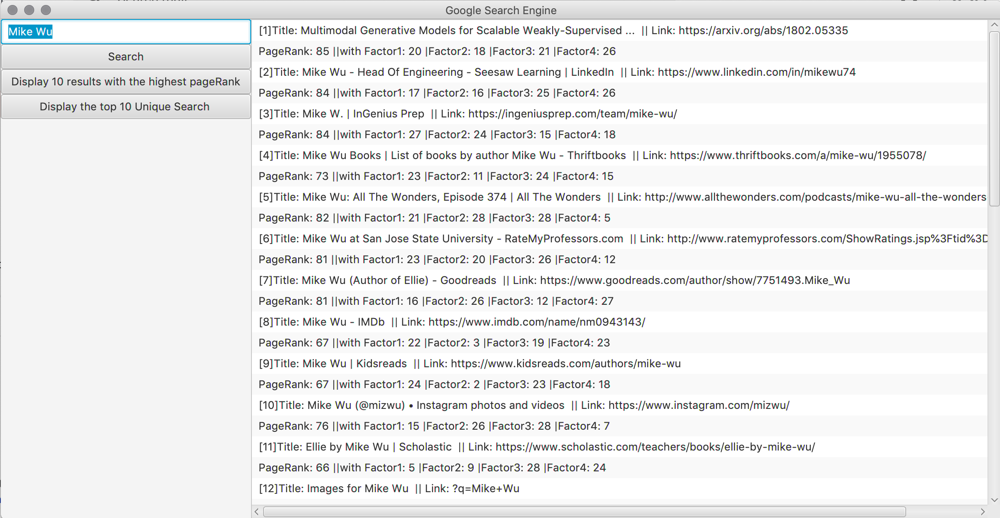 Google Search Engine
Mike Wu
Search
Display 10 results with the highest pageRank
Display the top 10 Unique Search
[1]Title: Multimodal Generative Models for Scalable Weakly-Supervised ...  || Link: https://arxiv.org/abs/1802.05335
PageRank: 85 ||with Factor1: 20 |Factor2: 18 |Factor3: 21 |Factor4: 26
[2]Title: Mike Wu - Head Of Engineering - Seesaw Learning | LinkedIn  || Link: https://www.linkedin.com/in/mikewu74
PageRank: 84 ||with Factor1: 17 |Factor2: 16 |Factor3: 25 |Factor4: 26
[3]Title: Mike W. | InGenius Prep  || Link: https://ingeniusprep.com/team/mike-wu/
PageRank: 84 ||with Factor1: 27 |Factor2: 24 |Factor3: 15 |Factor4: 18
[4]Title: Mike Wu Books | List of books by author Mike Wu - Thriftbooks  || Link: https://www.thriftbooks.com/a/mike-wu/1955078/
PageRank: 73 ||with Factor1: 23 |Factor2: 11 |Factor3: 24 |Factor4: 15
[5]Title: Mike Wu: All The Wonders, Episode 374 | All The Wonders  || Link: http://www.allthewonders.com/podcasts/mike-wu-all-the-wonders
PageRank: 82 ||with Factor1: 21 |Factor2: 28 |Factor3: 28 |Factor4: 5
[6]Title: Mike Wu at San Jose State University - RateMyProfessors.com  || Link: http://www.ratemyprofessors.com/ShowRatings.jsp%3Ftid%3D
PageRank: 81 ||with Factor1: 23 |Factor2: 20 |Factor3: 26 |Factor4: 12
[7]Title: Mike Wu (Author of Ellie) - Goodreads  || Link: https://www.goodreads.com/author/show/7751493.Mike_Wu
PageRank: 81 ||with Factor1: 16 |Factor2: 26 |Factor3: 12 |Factor4: 27
[8]Title: Mike Wu - IMDb  || Link: https://www.imdb.com/name/nm0943143/
PageRank: 67 ||with Factor1: 22 |Factor2: 3 |Factor3: 19 |Factor4: 23
[9]Title: Mike Wu | Kidsreads  || Link: https://www.kidsreads.com/authors/mike-wu
PageRank: 67 ||with Factor1: 24 |Factor2: 2 |Factor3: 23 |Factor4: 18
[10]Title: Mike Wu (@mizwu) • Instagram photos and videos  || Link: https://www.instagram.com/mizwu/
PageRank: 76 ||with Factor1: 15 |Factor2: 26 |Factor3: 28 |Factor4: 7
[11]Title: Ellie by Mike Wu | Scholastic  || Link: https://www.scholastic.com/teachers/books/ellie-by-mike-wu/
PageRank: 66 ||with Factor1: 5 |Factor2: 9 |Factor3: 28 |Factor4: 24
[12]Title: Images for Mike Wu  || Link: ?q=Mike+Wu